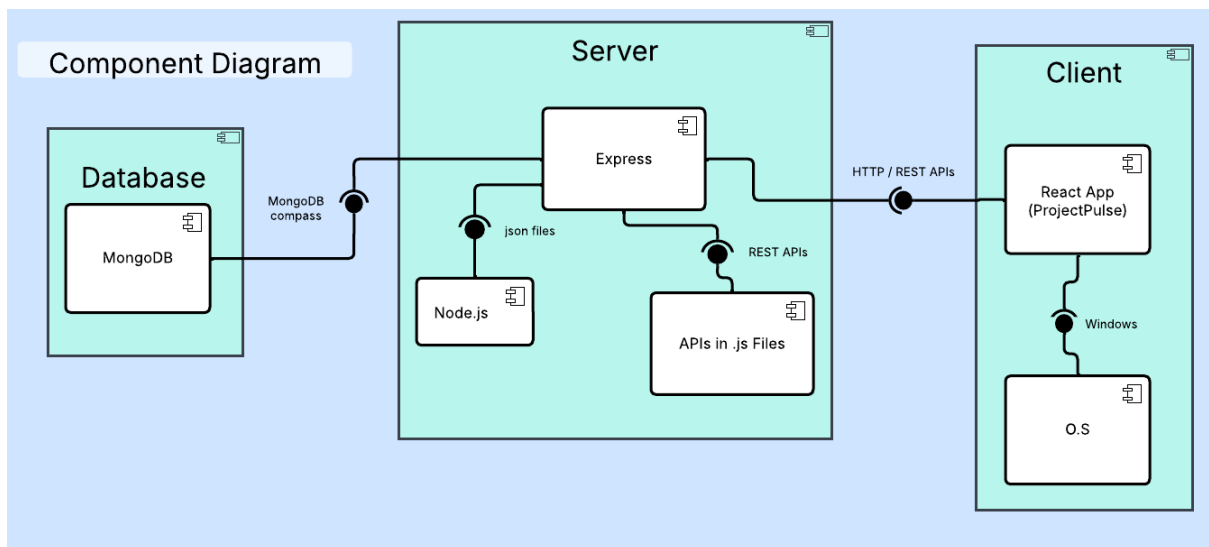 Component Diagram
Database
MongoDB
MongoDB
compass
Server
Express
json files
REST APIs
Node.js
APIs in .js Files
HTTP / REST APIs
Client
React App
(ProjectPulse)
Windows
O.S